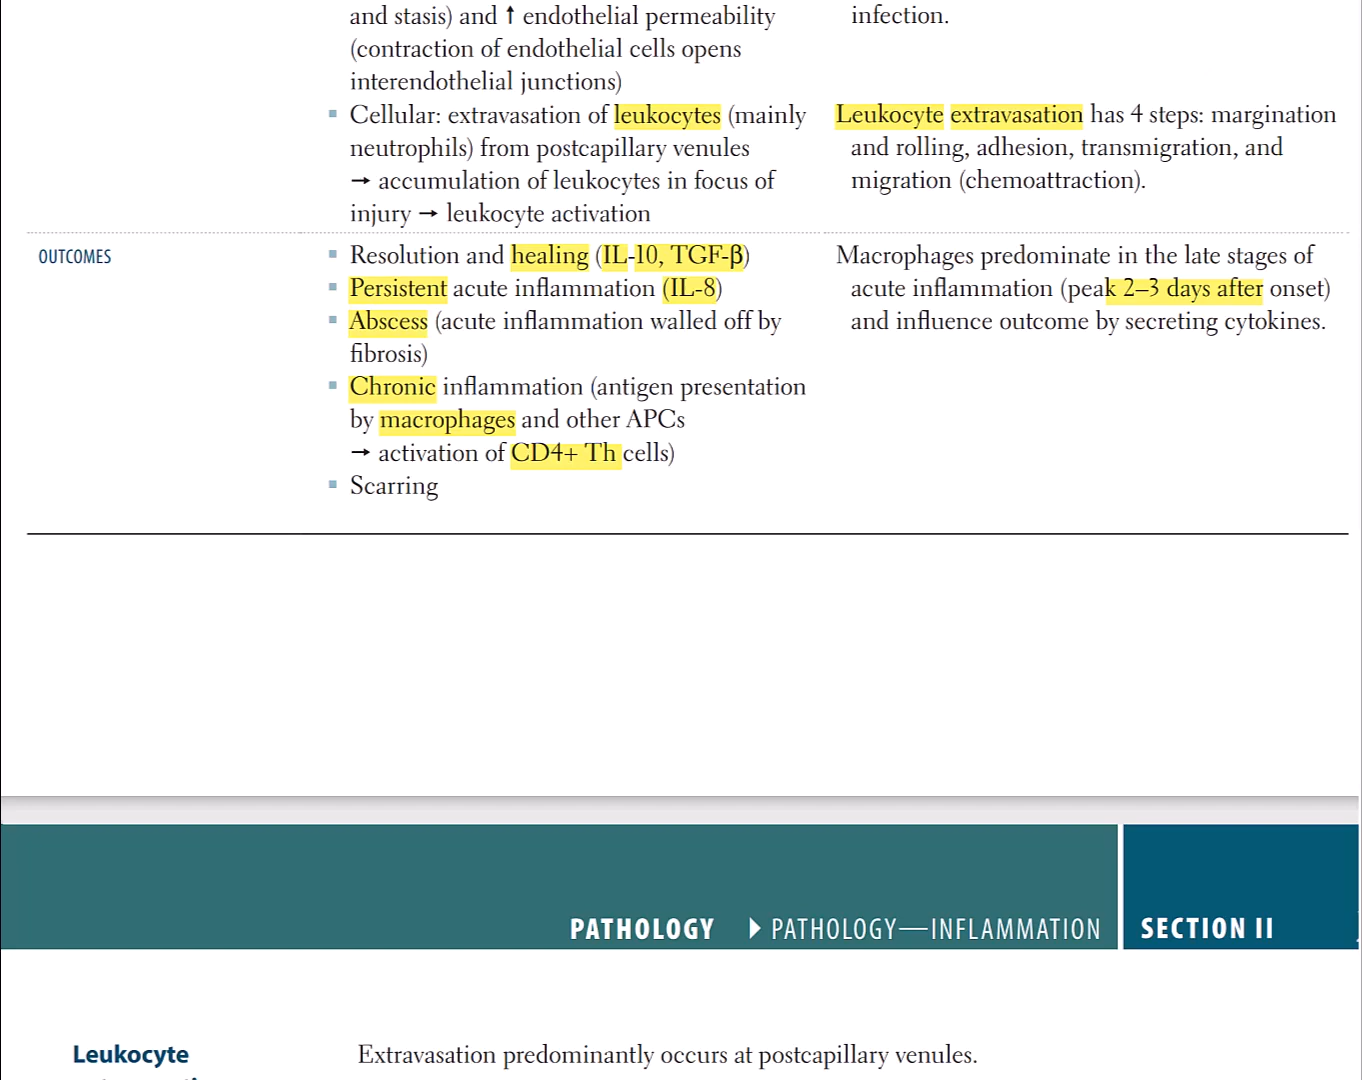 and stasis) and ↑ endothelial permeability
(contraction of endothelial cells opens
interendothelial junctions)
infection.
▪ Cellular: extravasation of leukocytes (mainly
neutrophils) from postcapillary venules
→ accumulation of leukocytes in focus of
injury → leukocyte activation
Leukocyte extravasation has 4 steps: margination
and rolling, adhesion, transmigration, and
migration (chemoattraction).
OUTCOMES
▪ Resolution and healing (IL-10, TGF-β)
▪ Persistent acute inflammation (IL-8)
▪ Abscess (acute inflammation walled off by
fibrosis)
▪ Chronic inflammation (antigen presentation
by macrophages and other APCs
→ activation of CD4+ Th cells)
▪ Scarring
Macrophages predominate in the late stages of
acute inflammation (peak 2–3 days after onset)
and influence outcome by secreting cytokines.
PATHOLOGY ▶ PATHOLOGY—INFLAMMATION SECTION II
Leukocyte
Extravasation predominantly occurs at postcapillary venules.